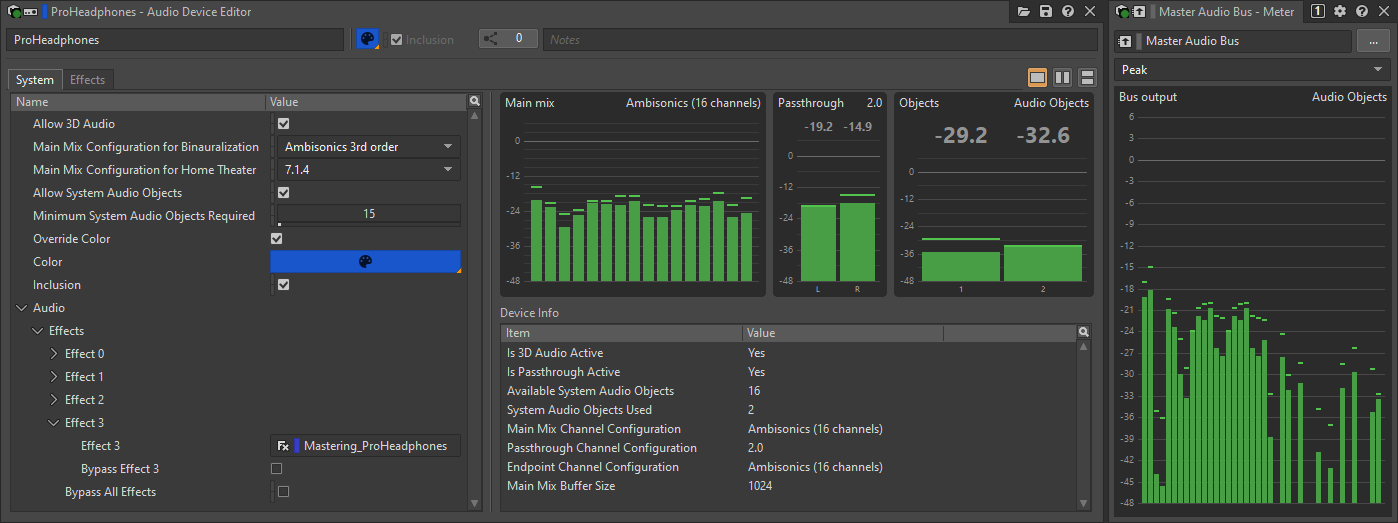 ProHeadphones - Audio Device Editor
ProHeadphones
Inclusion
0
Notes
System Effects
Name Value
Allow 3D Audio
Main Mix Configuration for Binauralization Ambisonics 3rd order
Main Mix Configuration for Home Theater 7.1.4
Allow System Audio Objects
Minimum System Audio Objects Required 15
Override Color
Color
Inclusion
Audio
Effects
Effect 0
Effect 1
Effect 2
Effect 3
Effect 3 Fx Mastering_ProHeadphones
Bypass Effect 3
Bypass All Effects
Main mix Ambisonics (16 channels)
0
-12
-24
-36
-48
Passthrough 2.0
-19.2 -14.9
0
-12
-24
-36
-48
L R
Objects Audio Objects
-29.2 -32.6
0
-12
-24
-36
-48
1 2
Device Info
Item Value
Is 3D Audio Active Yes
Is Passthrough Active Yes
Available System Audio Objects 16
System Audio Objects Used 2
Main Mix Channel Configuration Ambisonics (16 channels)
Passthrough Channel Configuration 2.0
Endpoint Channel Configuration Ambisonics (16 channels)
Main Mix Buffer Size 1024
Master Audio Bus - Meter
1
Master Audio Bus
...
Peak
Bus output Audio Objects
6
3
0
-3
-6
-9
-12
-15
-18
-21
-24
-27
-30
-33
-36
-39
-42
-45
-48